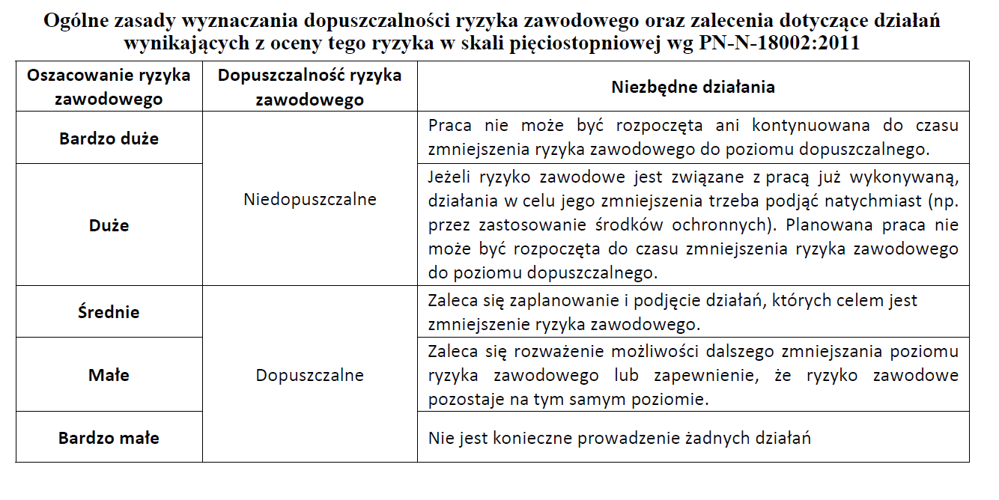 Ogólne zasady wyznaczania dopuszczalności ryzyka zawodowego oraz zalecenia dotyczące działań
wynikających z oceny tego ryzyka w skali pięciostopniowej wg PN-N-18002:2011
Oszacowanie ryzyka
zawodowego
Dopuszczalność ryzyka
zawodowego
Niezbędne działania
Bardzo duże
Niedopuszczalne
Praca nie może być rozpoczęta ani kontynuowana do czasu
zmniejszenia ryzyka zawodowego do poziomu dopuszczalnego.
Duże
Jeżeli ryzyko zawodowe jest związane z pracą już wykonywaną,
działania w celu jego zmniejszenia trzeba podjąć natychmiast (np.
przez zastosowanie środków ochronnych). Planowana praca nie
może być rozpoczęta do czasu zmniejszenia ryzyka zawodowego
do poziomu dopuszczalnego.
Średnie
Dopuszczalne
Zaleca się zaplanowanie i podjęcie działań, których celem jest
zmniejszenie ryzyka zawodowego.
Małe
Zaleca się rozważenie możliwości dalszego zmniejszania poziomu
ryzyka zawodowego lub zapewnienie, że ryzyko zawodowe
pozostaje na tym samym poziomie.
Bardzo małe
Nie jest konieczne prowadzenie żadnych działań